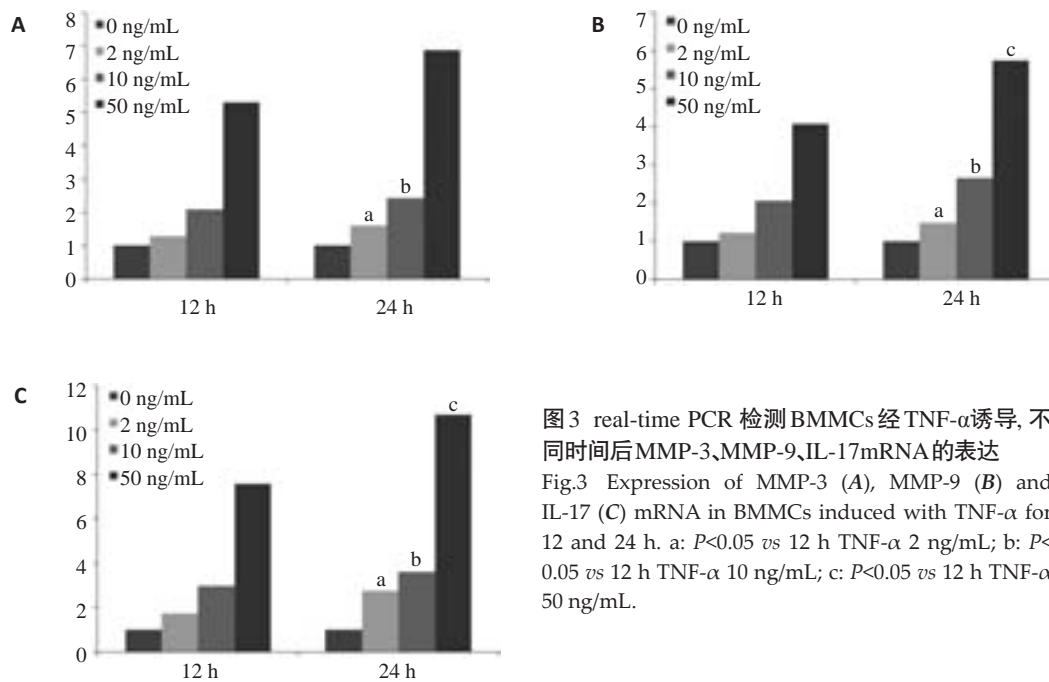 A
8
7
6
5
4
3
2
1
0
0 ng/mL
2 ng/mL
10 ng/mL
50 ng/mL
a
b
12 h
24 h
B
7
6
5
4
3
2
1
0
0 ng/mL
2 ng/mL
10 ng/mL
50 ng/mL
a
b
c
12 h
24 h
C
12
10
8
6
4
2
0
0 ng/mL
2 ng/mL
10 ng/mL
50 ng/mL
a
b
c
12 h
24 h
图3 real-time PCR 检测BMMCs经TNF-α诱导, 不
同时间后MMP-3、MMP-9、IL-17mRNA的表达
Fig.3 Expression of MMP-3 (A), MMP-9 (B) and
IL-17 (C) mRNA in BMMCs induced with TNF-α for
12 and 24 h. a: P<0.05 vs 12 h TNF-α 2 ng/mL; b: P<
0.05 vs 12 h TNF-α 10 ng/mL; c: P<0.05 vs 12 h TNF-α
50 ng/mL.